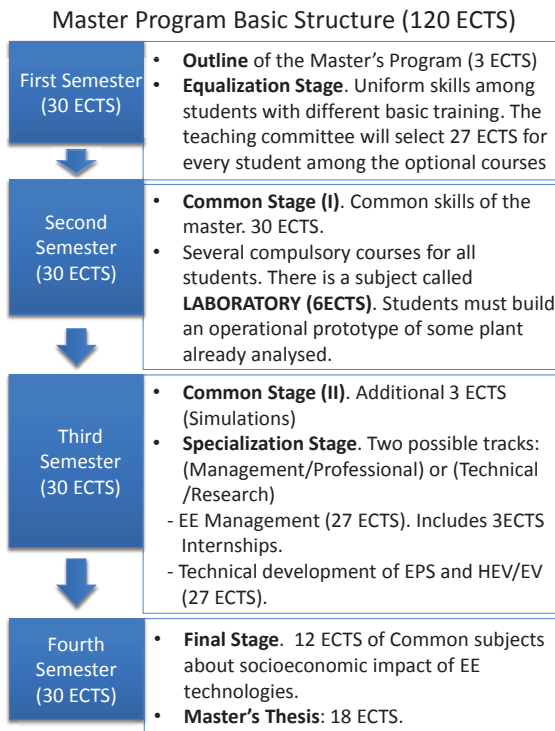 Master Program Basic Structure (120 ECTS)
First Semester
(30 ECTS)
• Outline of the Master's Program (3 ECTS)
• Equalization Stage. Uniform skills among
students with different basic training. The
teaching committee will select 27 ECTS for
every student among the optional courses
Second
Semester
(30 ECTS)
• Common Stage (I). Common skills of the
master. 30 ECTS.
• Several compulsory courses for all
students. There is a subject called
LABORATORY (6ECTS). Students must build
an operational prototype of some plant
already analysed.
Third
Semester
(30 ECTS)
• Common Stage (II). Additional 3 ECTS
(Simulations)
• Specialization Stage. Two possible tracks:
(Management/Professional) or (Technical
/Research)
- EE Management (27 ECTS). Includes 3ECTS
Internships.
- Technical development of EPS and HEV/EV
(27 ECTS).
Fourth
Semester
(30 ECTS)
• Final Stage. 12 ECTS of Common subjects
about socioeconomic impact of EE
technologies.
• Master's Thesis: 18 ECTS.